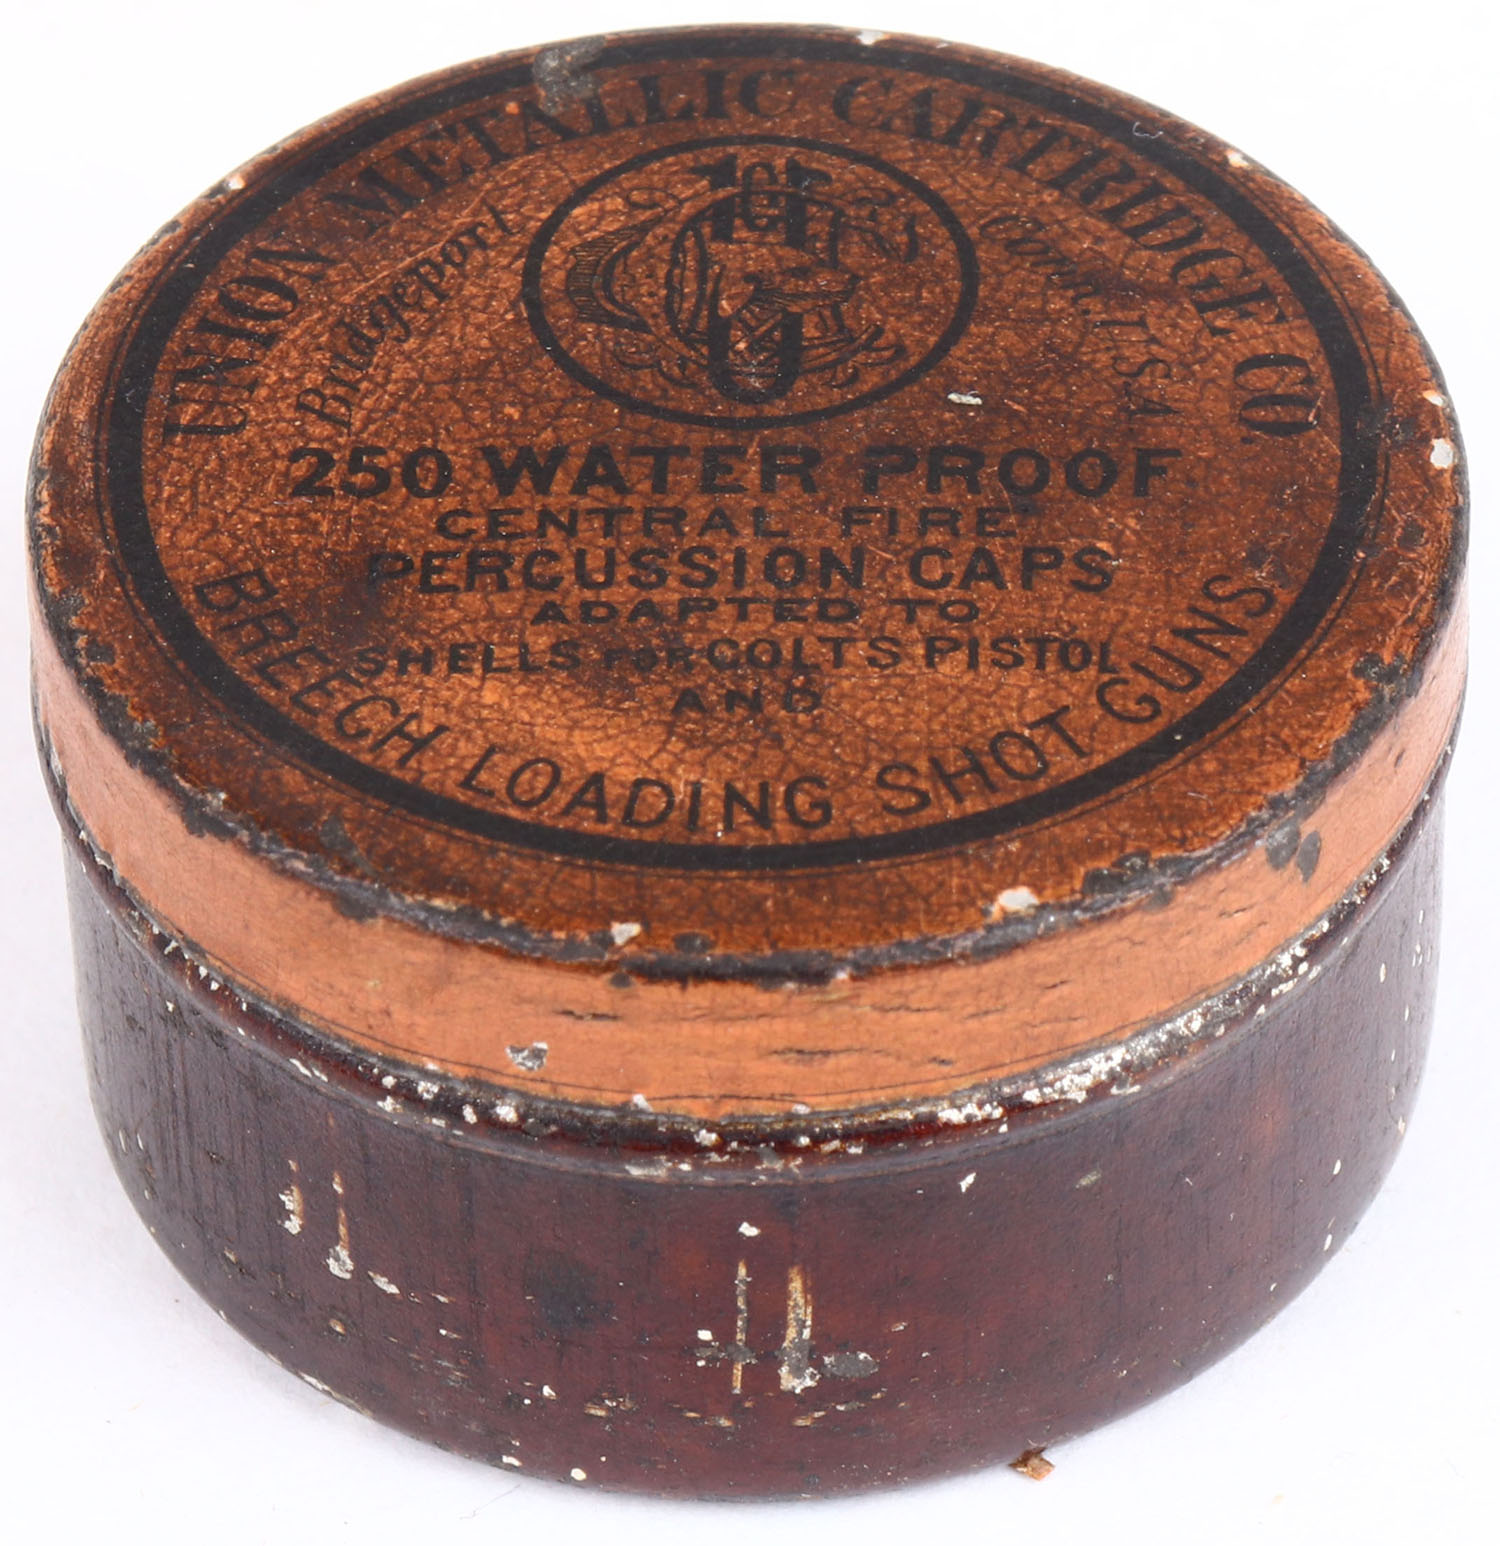 UNION METALLIC CARTRIDGE CO.
Bridgeport Conn. U.S.A.
250 WATER PROOF
CENTRAL FIRE
PERCUSSION CAPS
ADAPTED TO
SHELLS FOR COLTS PISTOL
AND
BREECH LOADING SHOT GUNS.